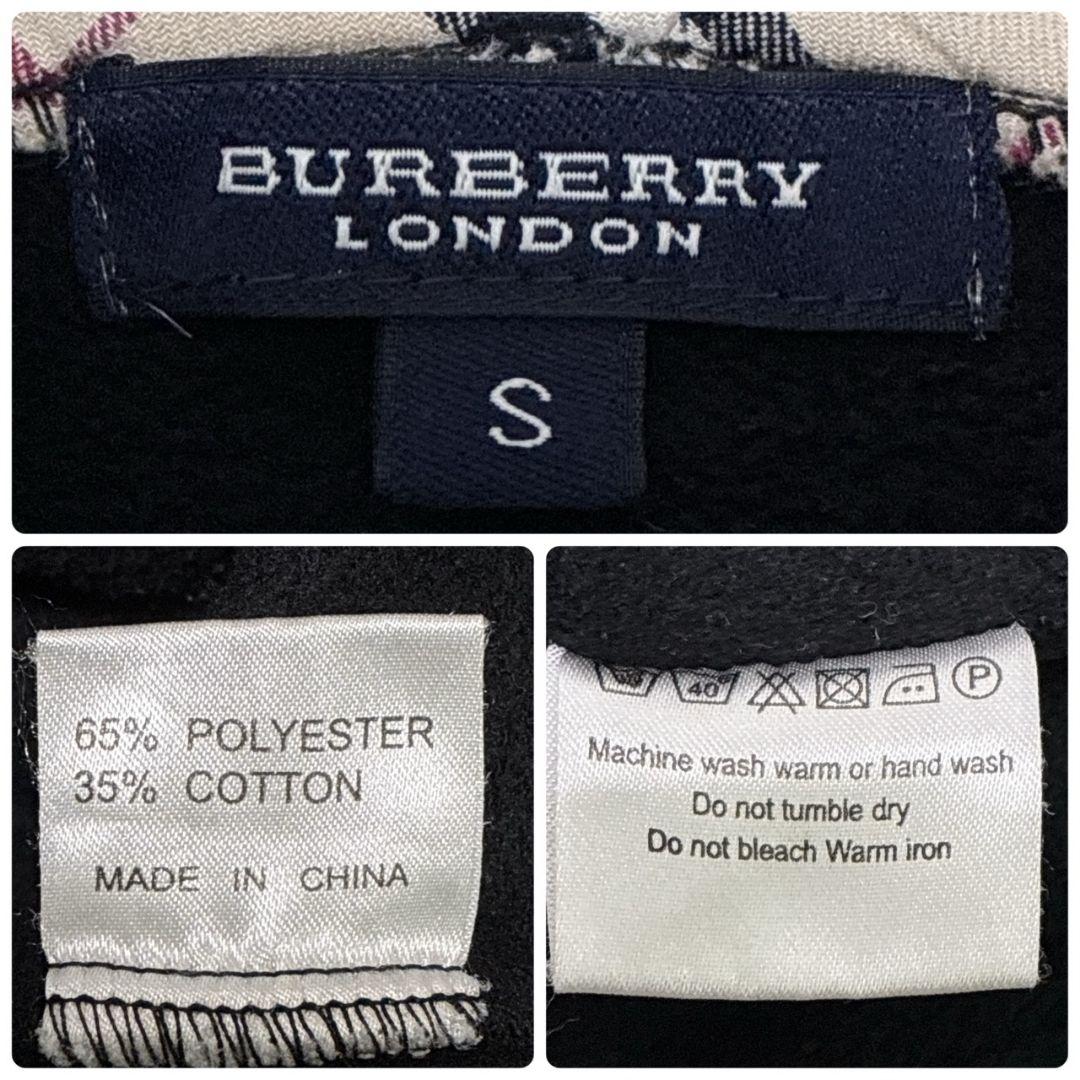 BURBERRY
LONDON
S
65% POLYESTER
35% COTTON
MADE IN CHINA
40 P
Machine wash warm or hand wash
Do not tumble dry
Do not bleach Warm iron